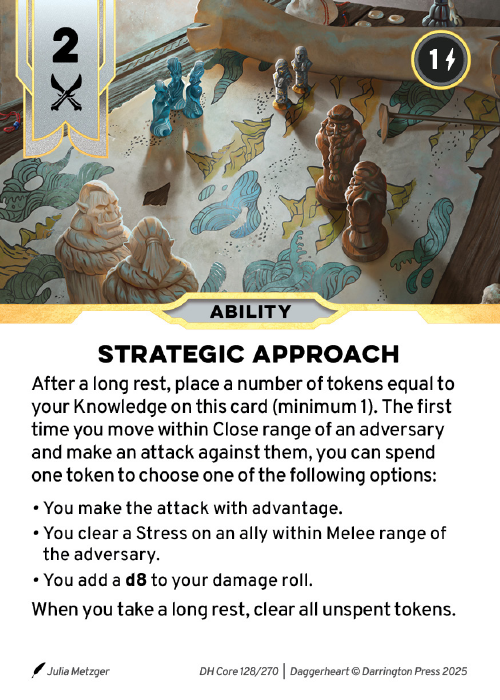 2
1
ABILITY
STRATEGIC APPROACH
After a long rest, place a number of tokens equal to
your Knowledge on this card (minimum 1). The first
time you move within Close range of an adversary
and make an attack against them, you can spend
one token to choose one of the following options:
• You make the attack with advantage.
• You clear a Stress on an ally within Melee range of
the adversary.
• You add a d8 to your damage roll.
When you take a long rest, clear all unspent tokens.
Julia Metzger
DH Core 128/270 | Daggerheart © Darrington Press 2025